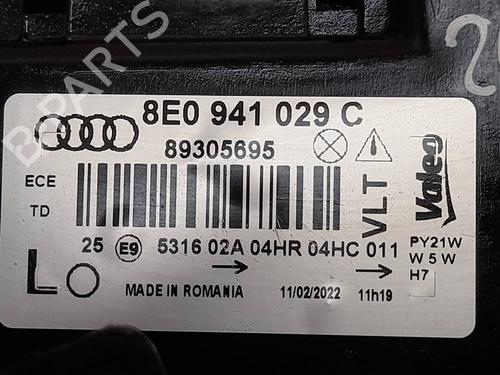 8E0 941 029 C
89305695
ECE
TD
VLT
Valeo
25 E9 5316 02A 04HR 04HC 011
PY21W
W 5 W
H7
L
MADE IN ROMANIA 11/02/2022 11h19
B-PARTS